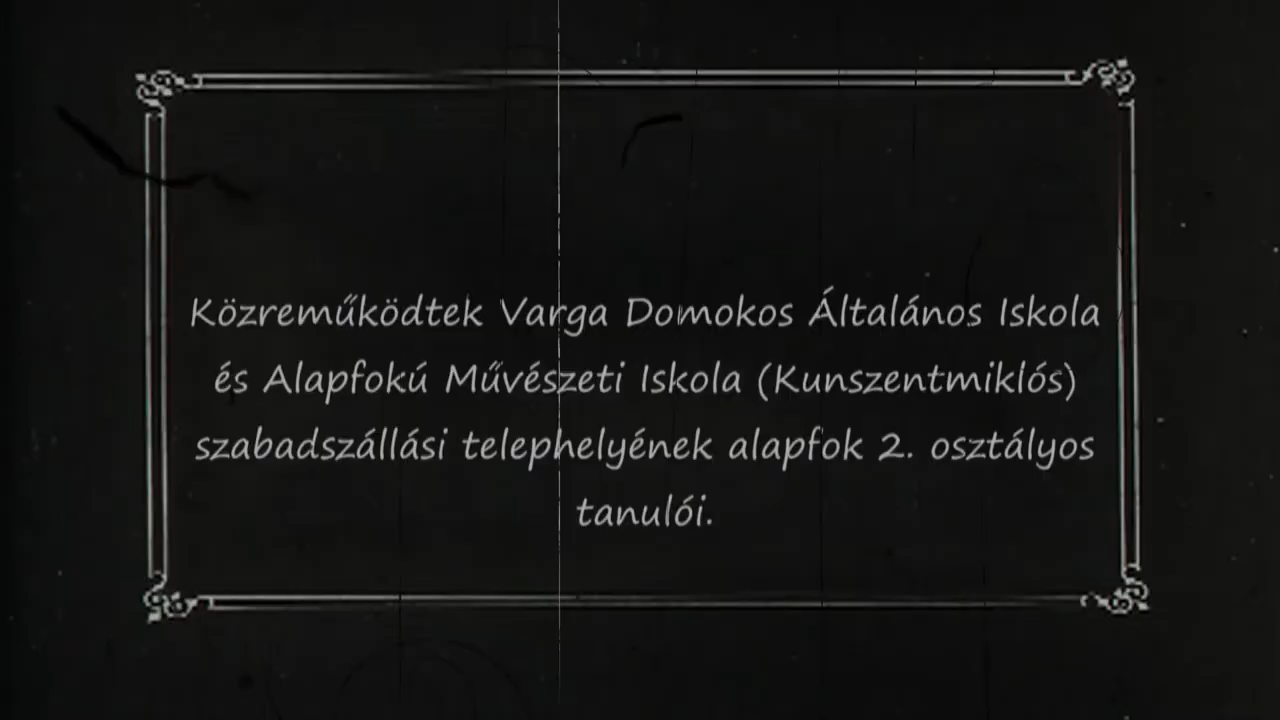 Közreműködtek Varga Domokos Általános Iskola
és Alapfokú Művészeti Iskola (Kunszentmiklós)
szabadszállási telephelyének alapfok 2. osztályos
tanulói.